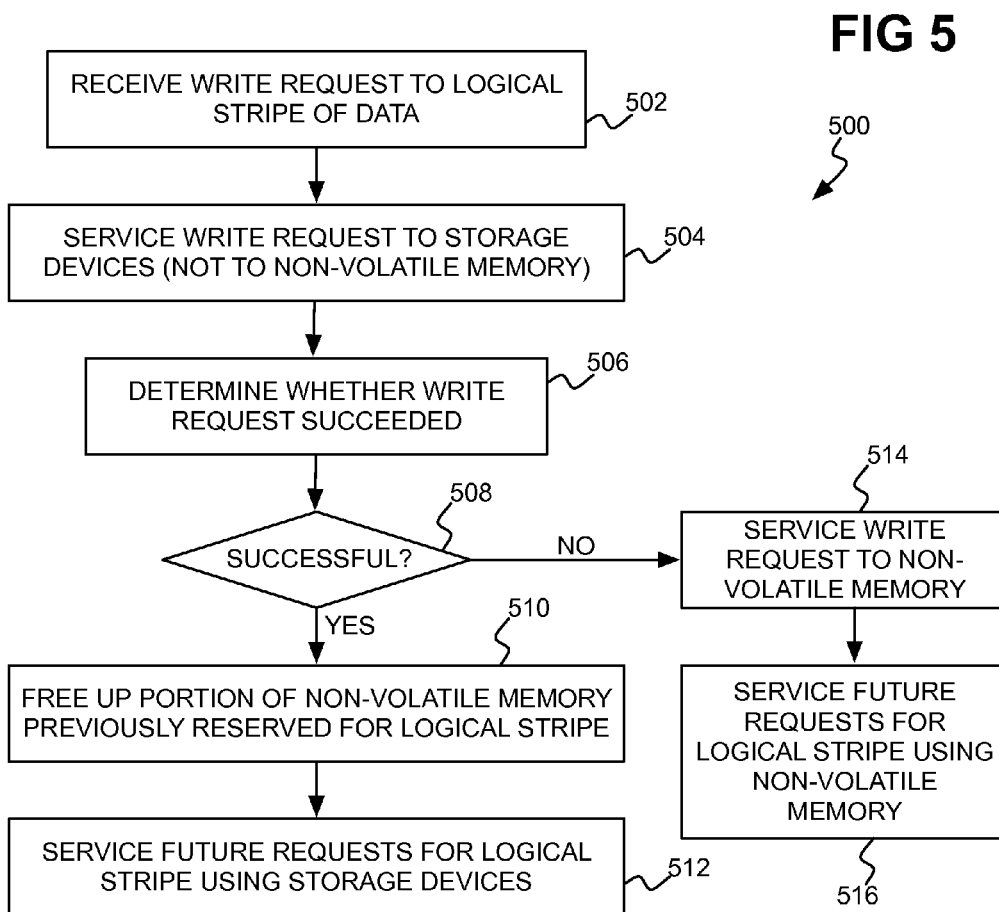 FIG 5
RECEIVE WRITE REQUEST TO LOGICAL
STRIPE OF DATA
502
500
SERVICE WRITE REQUEST TO STORAGE
DEVICES (NOT TO NON-VOLATILE MEMORY)
504
DETERMINE WHETHER WRITE
REQUEST SUCCEEDED
506
SUCCESSFUL?
508
NO
YES
514
SERVICE WRITE
REQUEST TO NON-
VOLATILE MEMORY
510
FREE UP PORTION OF NON-VOLATILE MEMORY
PREVIOUSLY RESERVED FOR LOGICAL STRIPE
SERVICE FUTURE
REQUESTS FOR
LOGICAL STRIPE USING
NON-VOLATILE
MEMORY
516
SERVICE FUTURE REQUESTS FOR LOGICAL
STRIPE USING STORAGE DEVICES
512